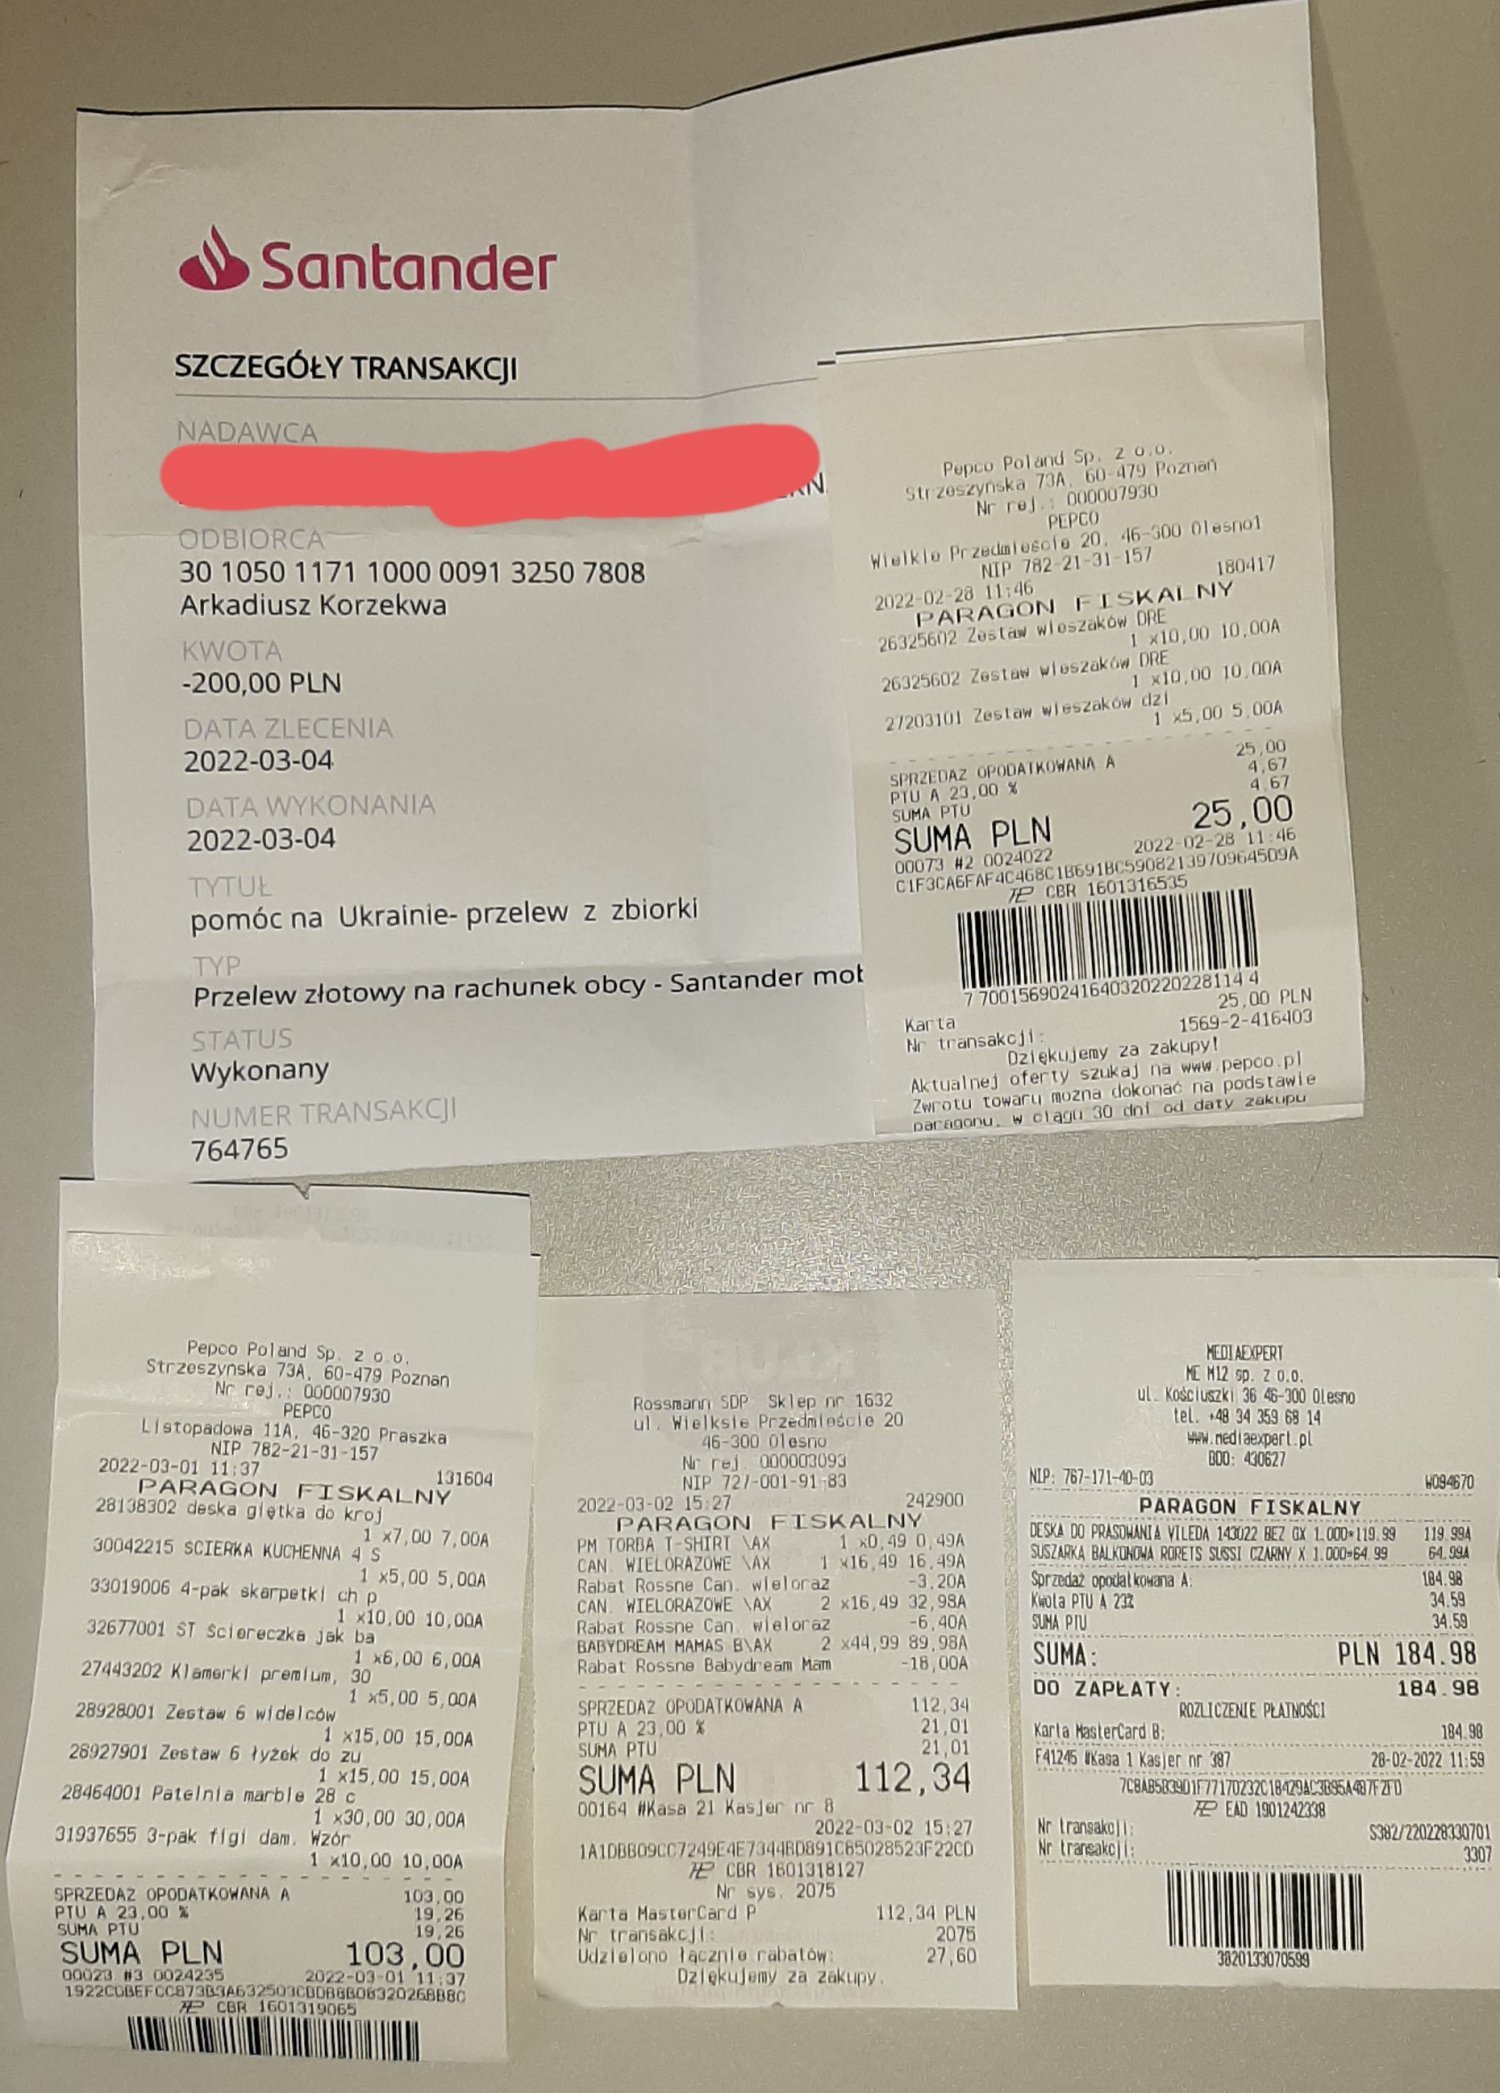 Santander
SZCZEGÓŁY TRANSAKCJI
NADAWCA
ODBIORCA
30 1050 1171 1000 0091 3250 7808
Arkadiusz Korzekwa
KWOTA
-200,00 PLN
DATA ZLECENIA
2022-03-04
DATA WYKONANIA
2022-03-04
TYTUŁ
pomóc na Ukrainie- przelew z zbiorki
TYP
Przelew złotowy na rachunek obcy - Santander mob
STATUS
Wykonany
NUMER TRANSAKCJI
764765
Pepco Poland Sp. z o.o.
Strzeszyńska 73A, 60-479 Poznań
Nr rej.: 000007930
PEPCO
Wielkie Przedmieście 20, 46-300 Olesno1
NIP 782-21-31-157
2022-02-28 11:46 180417
PARAGON FISKALNY
26325602 Zestaw wieszaków DRE
1 x10,00 10,00A
26325602 Zestaw wieszaków DRE
1 x10,00 10,00A
27203101 Zestaw wieszaków dzi
1 x5,00 5,00A
25,00
SPRZEDAŻ OPODATKOWANA A 4,67
PTU A 23,00 % 4,67
SUMA PTU
SUMA PLN 25,00
00073 #2 0024022 2022-02-28 11:46
C1F3CA6FAF4C468C1B691BC59082139709645D9A
CBR 1601316535
7 7001569024164032022022811​4 4
25,00 PLN
Karta 1569-2-416403
Nr transakcji:
Dziękujemy za zakupy!
Aktualnej oferty szukaj na www.pepco.pl
Zwrotu towaru można dokonać na podstawie
paragonu, w ciągu 30 dni od daty zakupu
Pepco Poland Sp. z o.o.
Strzeszynska 73A, 60-479 Poznan
Nr rej.: 000007930
PEPCO
Listopadowa 11A, 46-320 Praszka
NIP 782-21-31-157
2022-03-01 11:37 131604
PARAGON FISKALNY
28138302 deska giętka do kroj
1 x7,00 7,00A
30042215 ŚCIERKA KUCHENNA 4 S
1 x5,00 5,00A
33019006 4-pak skarpetki ch p
1 x10,00 10,00A
32677001 ST Ściereczka jak ba
1 x6,00 6,00A
27443202 Klamerki premium, 30
1 x5,00 5,00A
28928001 Zestaw 6 widelców
1 x15,00 15,00A
28927901 Zestaw 6 łyżek do zu
1 x15,00 15,00A
28464001 Patelnia marble 28 c
1 x30,00 30,00A
31937655 3-pak figi dam. Wzór
1 x10,00 10,00A
SPRZEDAŻ OPODATKOWANA A 103,00
PTU A 23,00 % 19,26
SUMA PTU 19,26
SUMA PLN 103,00
00023 #3 0024235 2022-03-01 11:37
CBR 1601319065
Rossmann SDP Sklep nr 1632
ul. Wielksie Przedmieście 20
46-300 Olesno
Nr rej. 000003093
NIP 727-001-91-83
2022-03-02 15:27 242900
PARAGON FISKALNY
PM TORBA T-SHIRT \AX 1 x0,49 0,49A
CAN. WIELORAZOWE \AX 1 x16,49 16,49A
Rabat Rossne Can. wieloraz -3,20A
CAN. WIELORAZOWE \AX 2 x16,49 32,98A
Rabat Rossne Can. wieloraz -6,40A
BABYDREAM MAMAS B\AX 2 x44,99 89,98A
Rabat Rossne Babydream Mam -18,00A
SPRZEDAŻ OPODATKOWANA A 112,34
PTU A 23,00 % 21,01
SUMA PTU 21,01
SUMA PLN 112,34
00164 #Kasa 21 Kasjer nr 8
2022-03-02 15:27
1A1DBB09CC7249E4E7344BD891C85028523F22CD
CBR 1601318127
Nr sys. 2075
Karta MasterCard P 112,34 PLN
Nr transakcji: 2075
Udzielono łącznie rabatów: 27,60
Dziękujemy za zakupy.
MEDIAEXPERT
ME M12 sp. z o.o.
ul. Kościuszki 36 46-300 Olesno
tel. +48 34 359 68 14
www.mediaexpert.pl
BDO: 430627
NIP: 767-171-40-03 W094670
PARAGON FISKALNY
DESKA DO PRASOWANIA VILEDA 143022 BEZ GX 1.000*119.99 119.99A
SUSZARKA BALKONOWA RORETS SUSSI CZARNY X 1.000*64.99 64.99A
Sprzedaż opodatkowana A: 184.98
Kwota PTU A 23% 34.59
SUMA PTU 34.59
SUMA: PLN 184.98
DO ZAPŁATY: 184.98
ROZLICZENIE PŁATNOŚCI
Karta MasterCard B: 184.98
F41245 #Kasa 1 Kasjer nr 387 28-02-2022 11:59
EAD 1901242338
Nr transakcji: S382/220228330701
Nr transakcji: 3307
3820133070599